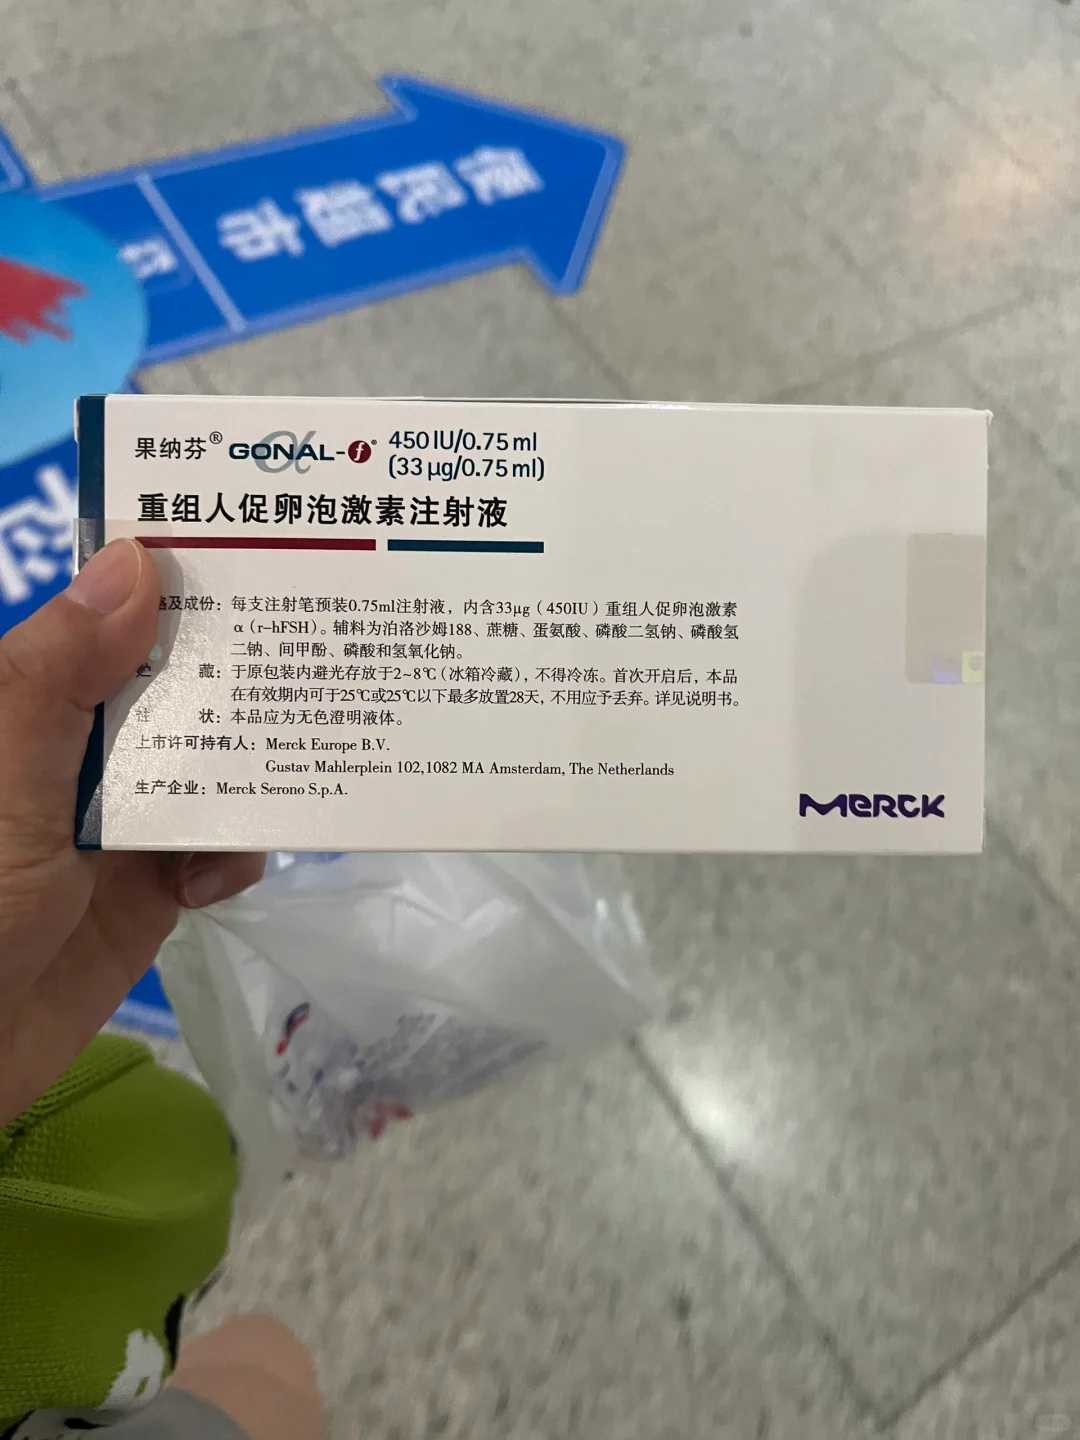 便民超市
果纳芬® GONAL-f® 450 IU/0.75 ml
(33 μg/0.75 ml)
重组人促卵泡激素注射液
格及成份：每支注射笔预装0.75ml注射液，内含33μg（450IU）重组人促卵泡激素
α（r-hFSH）。辅料为泊洛沙姆188、蔗糖、蛋氨酸、磷酸二氢钠、磷酸氢
二钠、间甲酚、磷酸和氢氧化钠。
藏：于原包装内避光存放于2~8℃（冰箱冷藏），不得冷冻。首次开启后，本品
在有效期内可于25℃或25℃以下最多放置28天，不用应予丢弃。详见说明书。
性 状：本品应为无色澄明液体。
上市许可持有人：Merck Europe B.V.
Gustav Mahlerplein 102,1082 MA Amsterdam, The Netherlands
生产企业：Merck Serono S.p.A.
MERCK